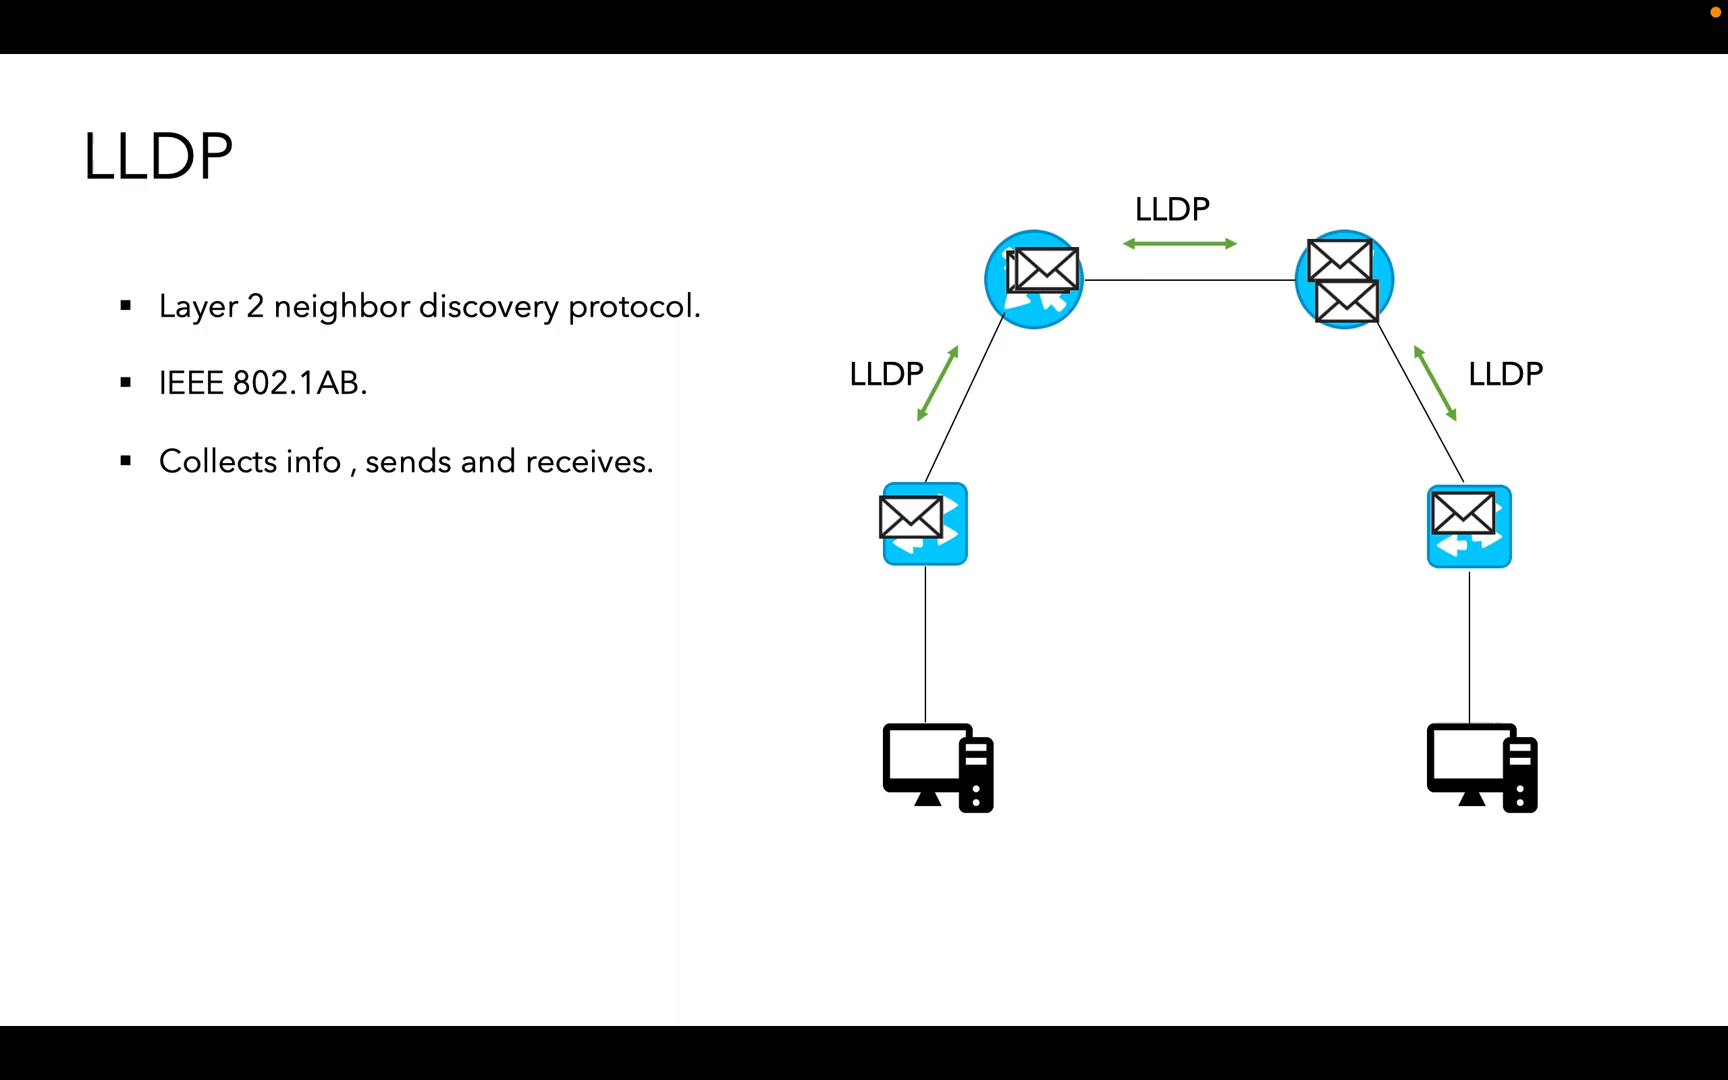 LLDP
Layer 2 neighbor discovery protocol.
IEEE 802.1AB.
Collects info , sends and receives.
LLDP
LLDP
LLDP